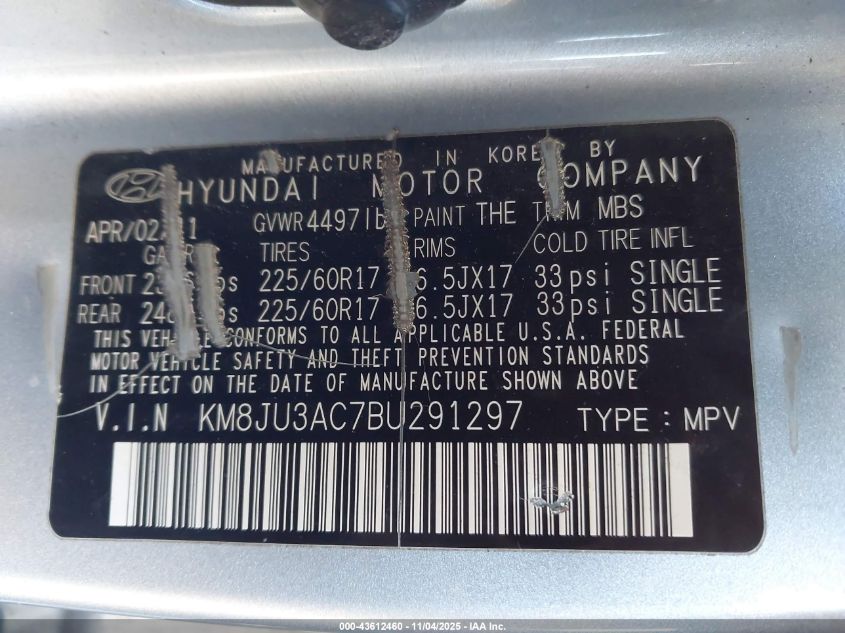 MANUFACTURED IN KOREA BY
HYUNDAI MOTOR COMPANY
APR/02 GVWR 4497lb PAINT THE TRIM MBS
TIRES RIMS COLD TIRE INFL
FRONT 225/60R17 6.5JX17 33psi SINGLE
REAR 225/60R17 6.5JX17 33psi SINGLE
THIS VEHICLE CONFORMS TO ALL APPLICABLE U.S.A. FEDERAL
MOTOR VEHICLE SAFETY AND THEFT PREVENTION STANDARDS
IN EFFECT ON THE DATE OF MANUFACTURE SHOWN ABOVE
V.I.N KM8JU3AC7BU291297 TYPE : MPV
000-43612460 - 11/04/2025 - IAA Inc.